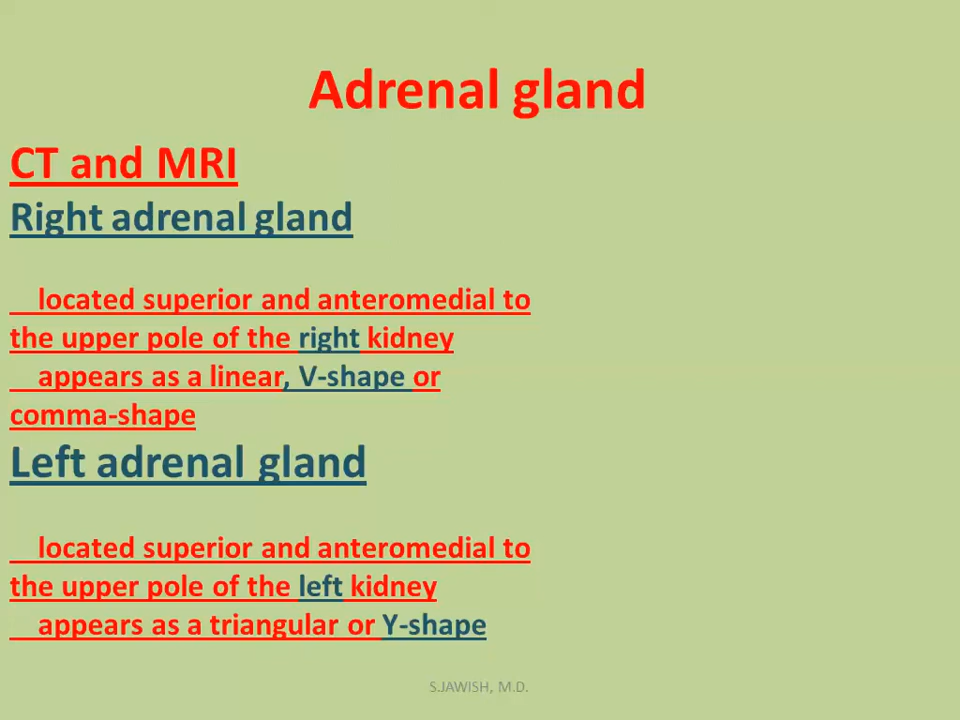 Adrenal gland
CT and MRI
Right adrenal gland
located superior and anteromedial to
the upper pole of the right kidney
appears as a linear, V-shape or
comma-shape
Left adrenal gland
located superior and anteromedial to
the upper pole of the left kidney
appears as a triangular or Y-shape
S.JAWISH, M.D.